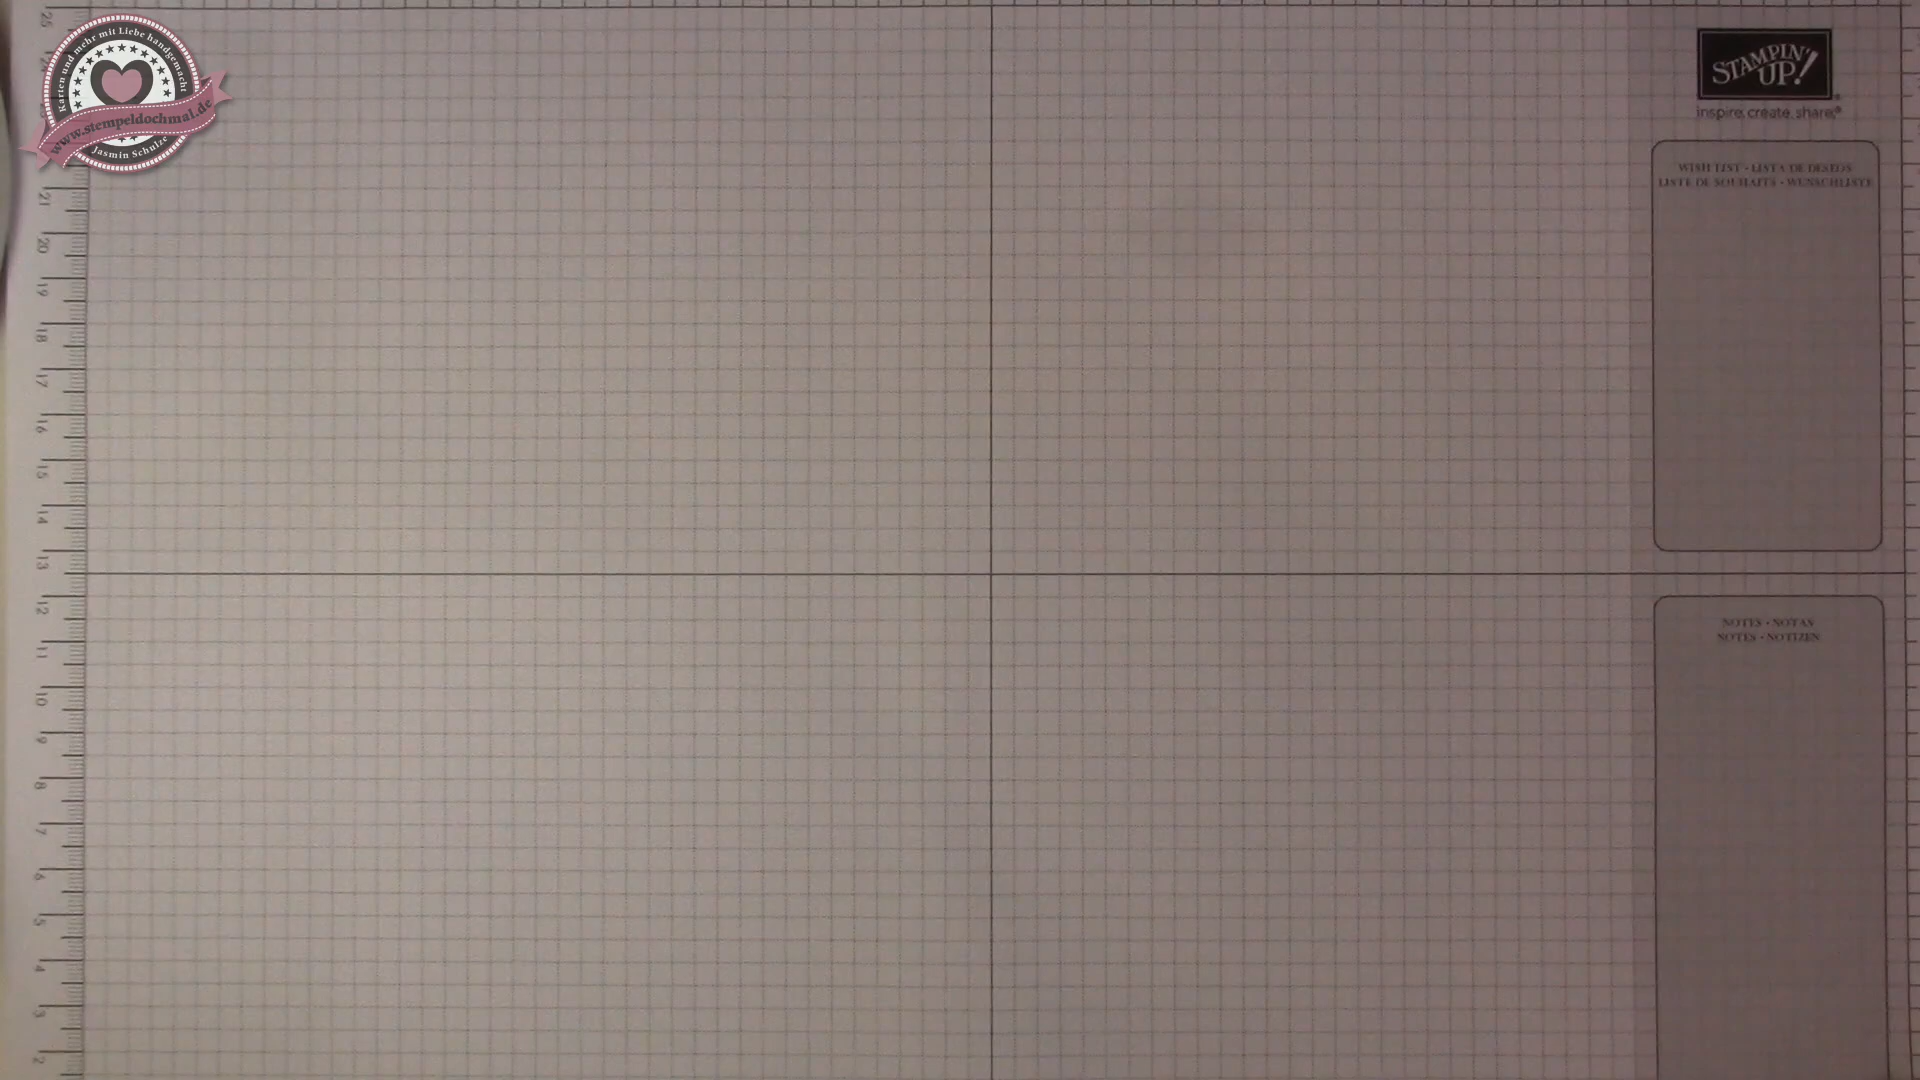 Karten und mehr mit Liebe handgemacht
www.stempeldochmal.de
Jasmin Schulze
STAMPIN' UP!®
inspire. create. share.®
WISH LIST • LISTA DE DESEOS
LISTE DE SOUHAITS • WUNSCHLISTE
NOTES • NOTAS
NOTES • NOTIZEN
25
21
20
19
18
17
16
15
14
13
12
11
10
9
8
7
6
5
4
3
2